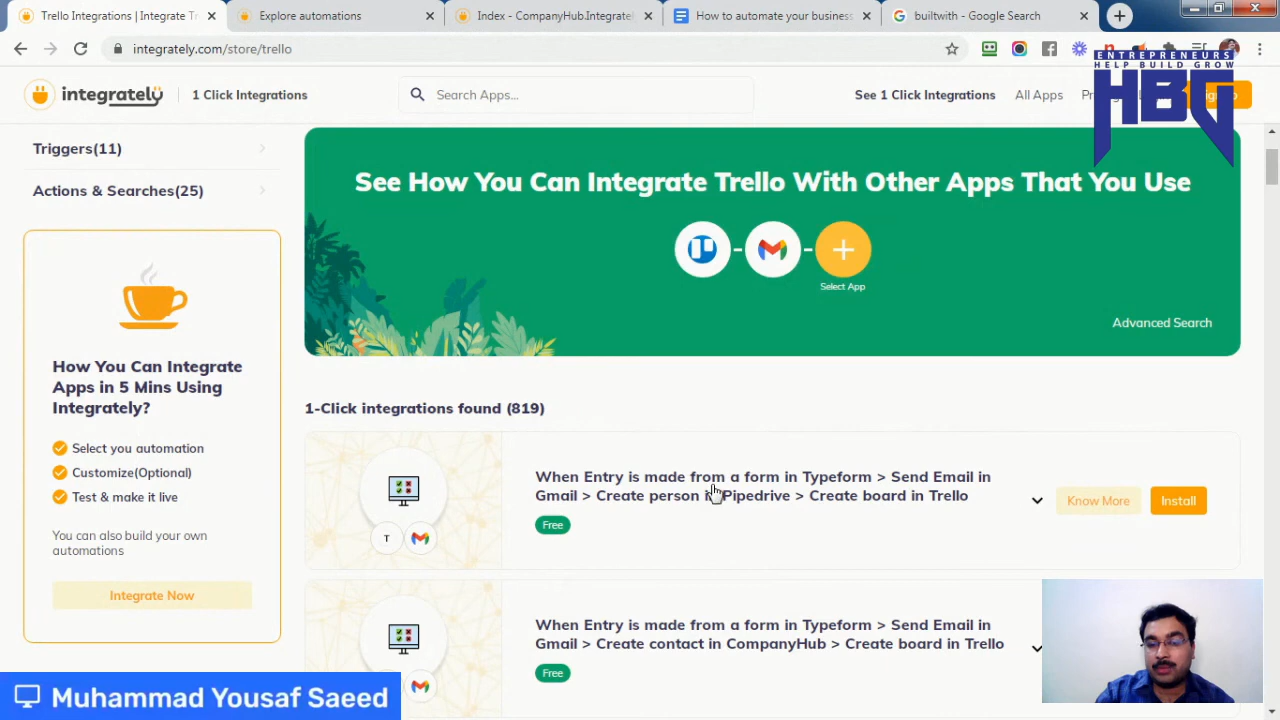 Trello Integrately | Integrate Tr
Explore automations
Index - CompanyHub.Integratel
How to automate your business
builtwith - Google Search
integrately.com/store/trello
ENTREPRENEURS
HELP BUILD GROW
HBG
integrately
1 Click Integrations
Search Apps...
See 1 Click Integrations
All Apps
Triggers(11)
Actions & Searches(25)
See How You Can Integrate Trello With Other Apps That You Use
Select App
Advanced Search
How You Can Integrate
Apps in 5 Mins Using
Integrately?
Select you automation
Customize(Optional)
Test & make it live
You can also build your own
automations
Integrate Now
1-Click integrations found (819)
When Entry is made from a form in Typeform > Send Email in
Gmail > Create person in Pipedrive > Create board in Trello
Free
Know More
Install
T
When Entry is made from a form in Typeform > Send Email in
Gmail > Create contact in CompanyHub > Create board in Trello
Free
Muhammad Yousaf Saeed